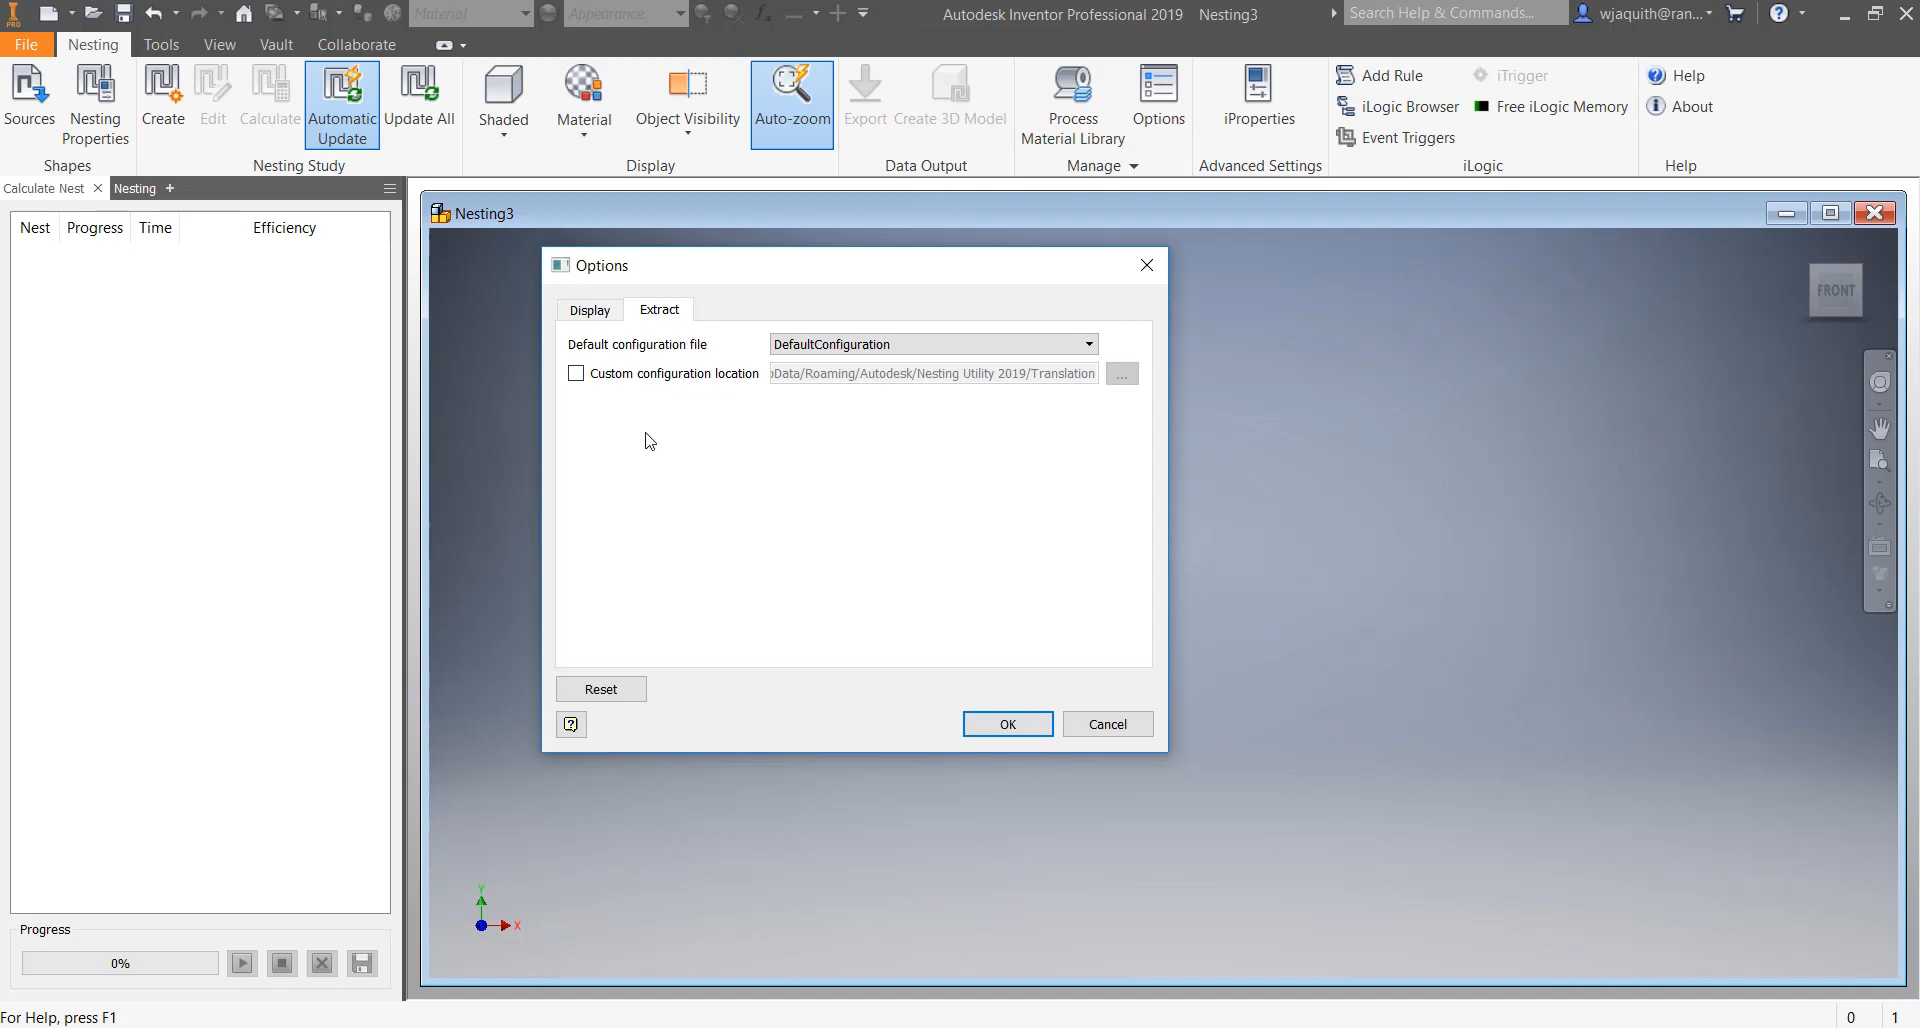 PRO
Material
Appearance
Autodesk Inventor Professional 2019 Nesting3
Search Help & Commands...
wjaquith@ran...
File Nesting Tools View Vault Collaborate
Sources
Nesting
Properties
Create
Edit
Calculate
Automatic
Update
Update All
Shaded
Material
Object Visibility
Auto-zoom
Export
Create 3D Model
Process
Material Library
Options
iProperties
Add Rule
iTrigger
iLogic Browser
Free iLogic Memory
Event Triggers
Help
About
Shapes
Nesting Study
Display
Data Output
Manage
Advanced Settings
iLogic
Help
Calculate Nest
Nesting +
Nest Progress Time Efficiency
Nesting3
FRONT
Options
Display Extract
Default configuration file DefaultConfiguration
Custom configuration location Data/Roaming/Autodesk/Nesting Utility 2019/Translation ...
Reset
OK Cancel
Y
X
Progress
0%
For Help, press F1
0 1